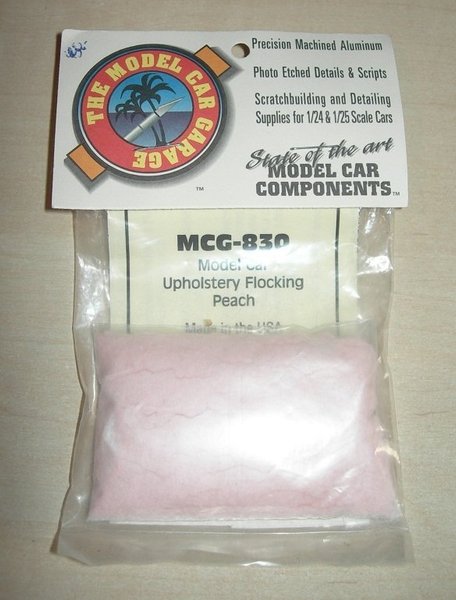 THE MODEL CAR GARAGE
TM
Precision Machined Aluminum
Photo Etched Details & Scripts
Scratchbuilding and Detailing
Supplies for 1/24 & 1/25 Scale Cars
State of the art
MODEL CAR
COMPONENTS TM
MCG-830
Model Car
Upholstery Flocking
Peach
Made in the USA